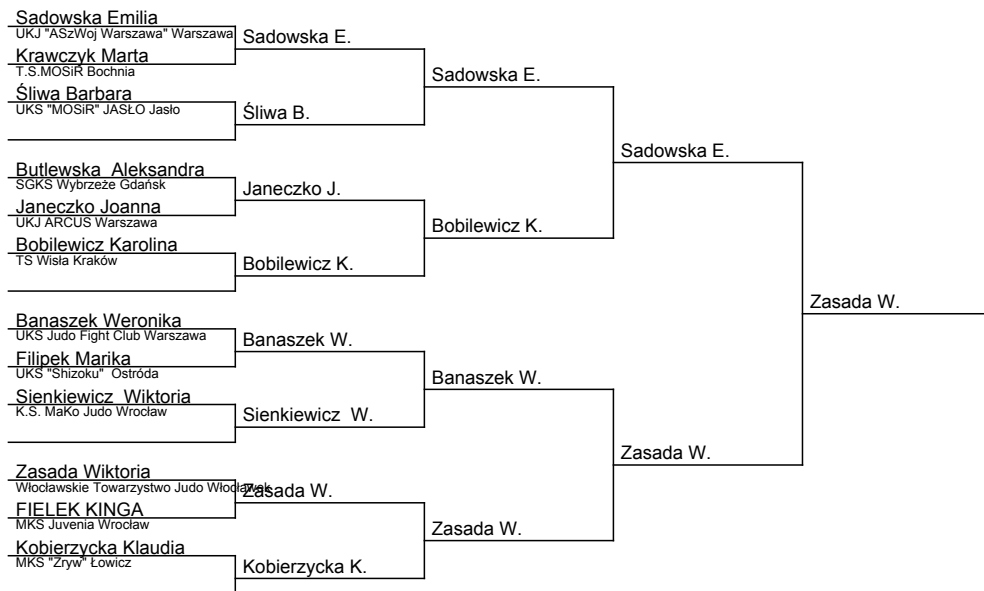 Sadowska Emilia
UKJ "ASzWoj Warszawa" Warszawa
Sadowska E.
Krawczyk Marta
T.S.MOSiR Bochnia
Sadowska E.
Śliwa Barbara
UKS "MOSiR" JASŁO Jasło
Śliwa B.
Sadowska E.
Butlewska Aleksandra
SGKS Wybrzeże Gdańsk
Janeczko J.
Janeczko Joanna
UKJ ARCUS Warszawa
Bobilewicz K.
Bobilewicz Karolina
TS Wisła Kraków
Bobilewicz K.
Zasada W.
Banaszek Weronika
UKS Judo Fight Club Warszawa
Banaszek W.
Filipek Marika
UKS "Shizoku" Ostróda
Banaszek W.
Sienkiewicz Wiktoria
K.S. MaKo Judo Wrocław
Sienkiewicz W.
Zasada W.
Zasada Wiktoria
Włocławskie Towarzystwo Judo Włocławek
Zasada W.
FIELEK KINGA
MKS Juvenia Wrocław
Zasada W.
Kobierzycka Klaudia
MKS "Zryw" Łowicz
Kobierzycka K.